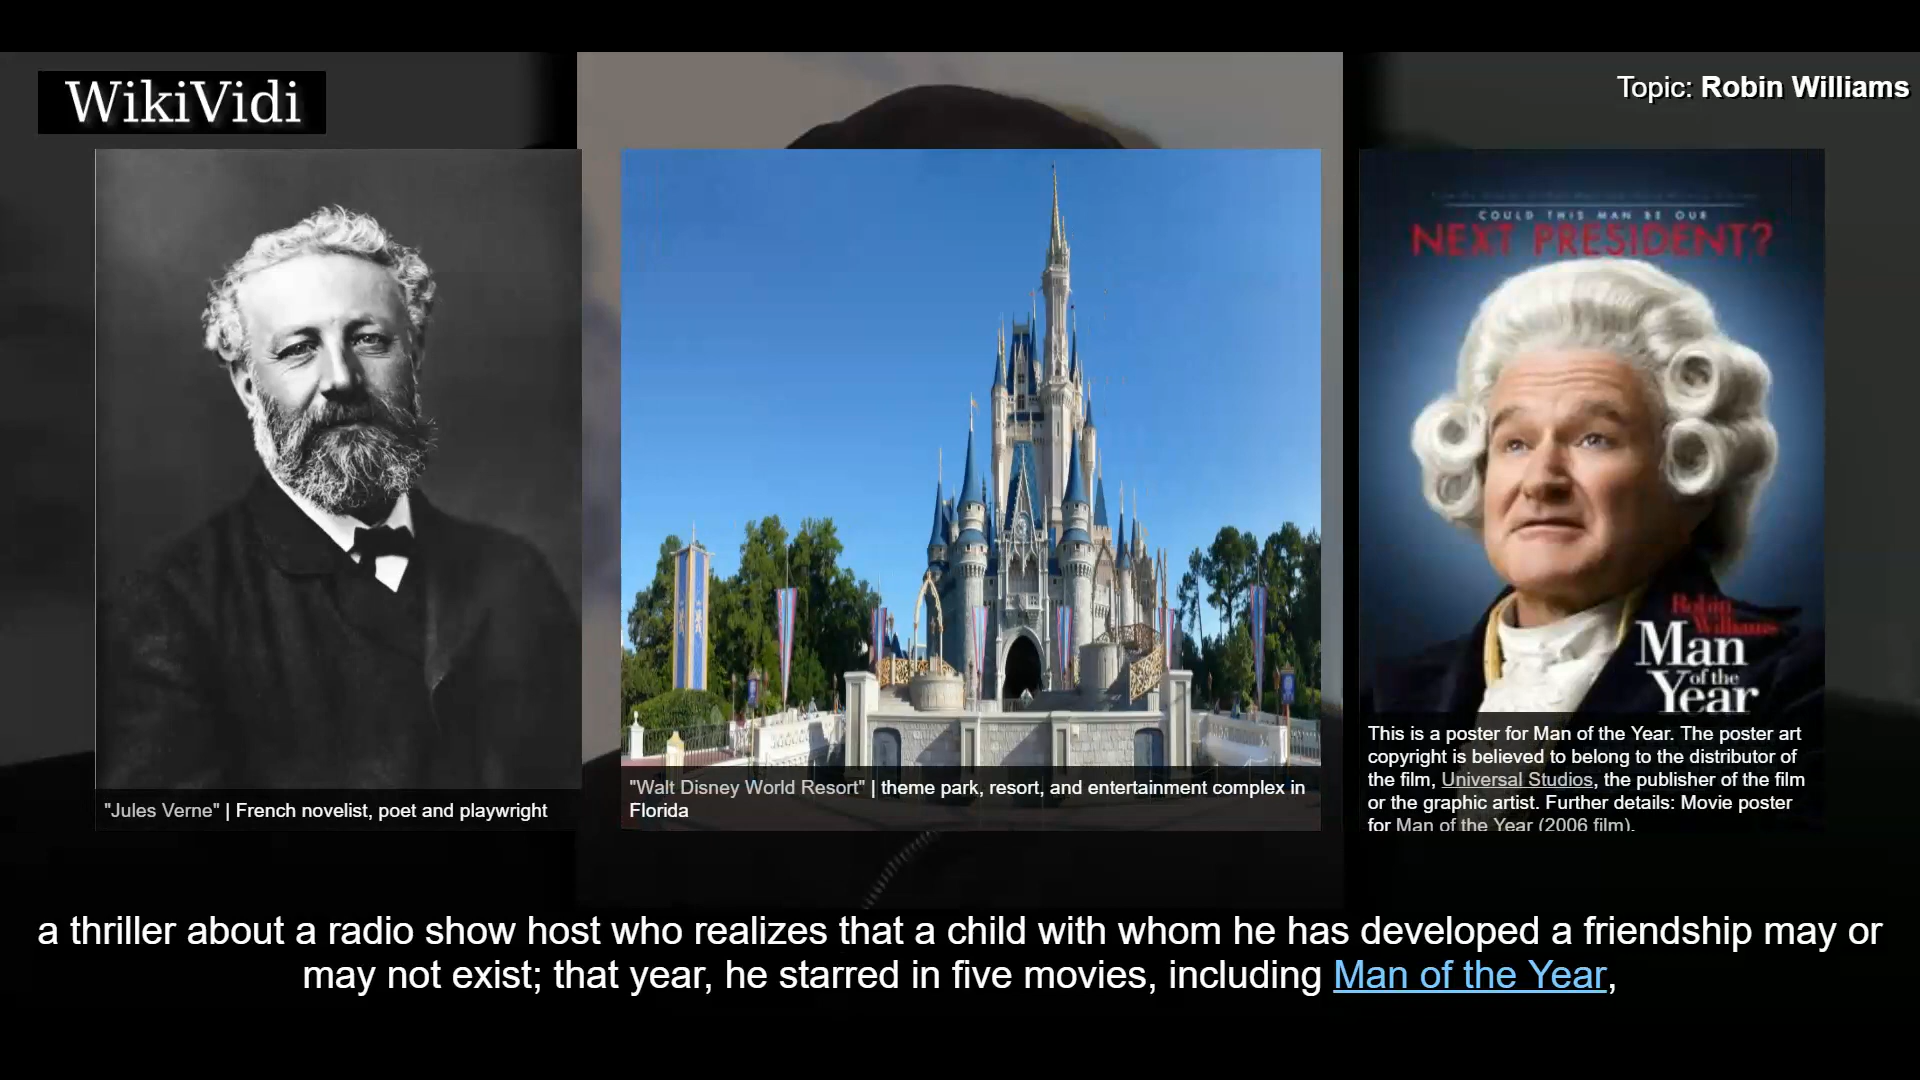 WikiVidi
Topic: Robin Williams
"Jules Verne" | French novelist, poet and playwright
"Walt Disney World Resort" | theme park, resort, and entertainment complex in
Florida
COULD THIS MAN BE OUR
NEXT PRESIDENT?
Robin
Williams
Man
of the
Year
This is a poster for Man of the Year. The poster art
copyright is believed to belong to the distributor of
the film, Universal Studios, the publisher of the film
or the graphic artist. Further details: Movie poster
for Man of the Year (2006 film).
a thriller about a radio show host who realizes that a child with whom he has developed a friendship may or
may not exist; that year, he starred in five movies, including Man of the Year,